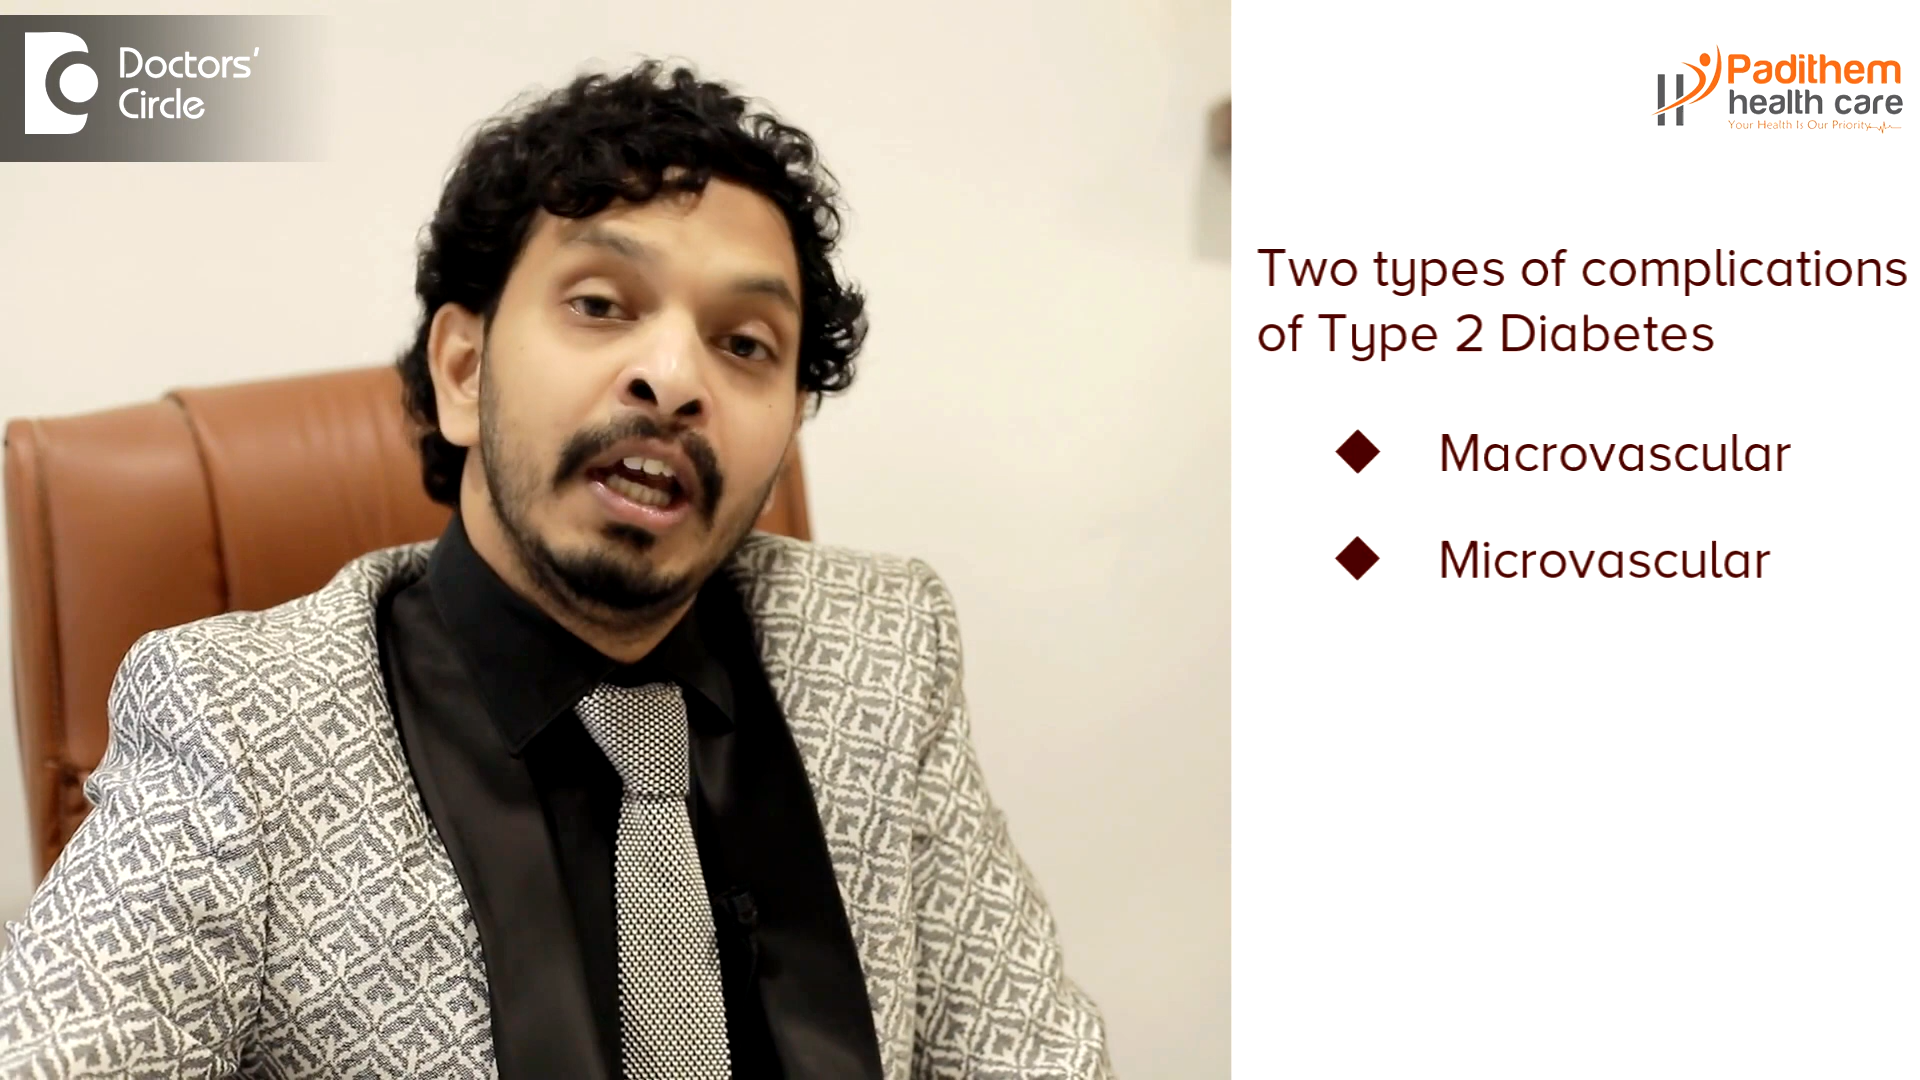 Doctors'
Circle
Padithem
health care
Your Health Is Our Priority
Two types of complications
of Type 2 Diabetes
Macrovascular
Microvascular